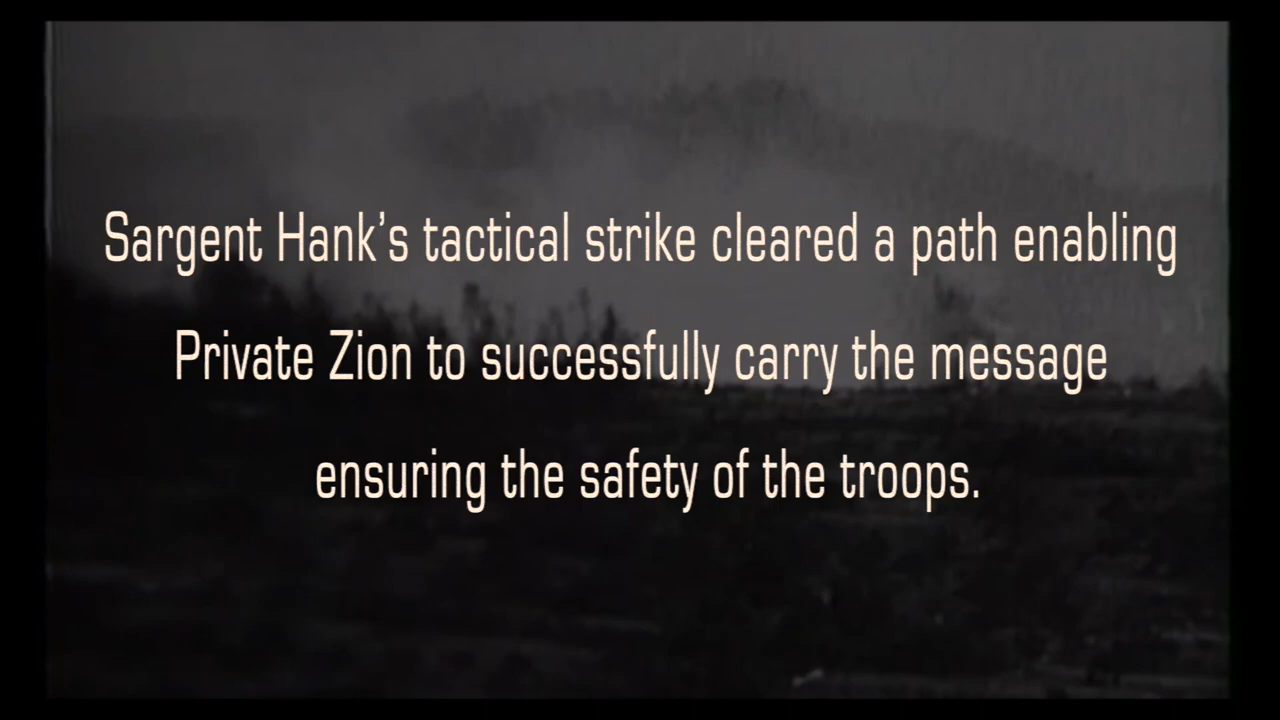 Sargent Hank’s tactical strike cleared a path enabling
Private Zion to successfully carry the message
ensuring the safety of the troops.